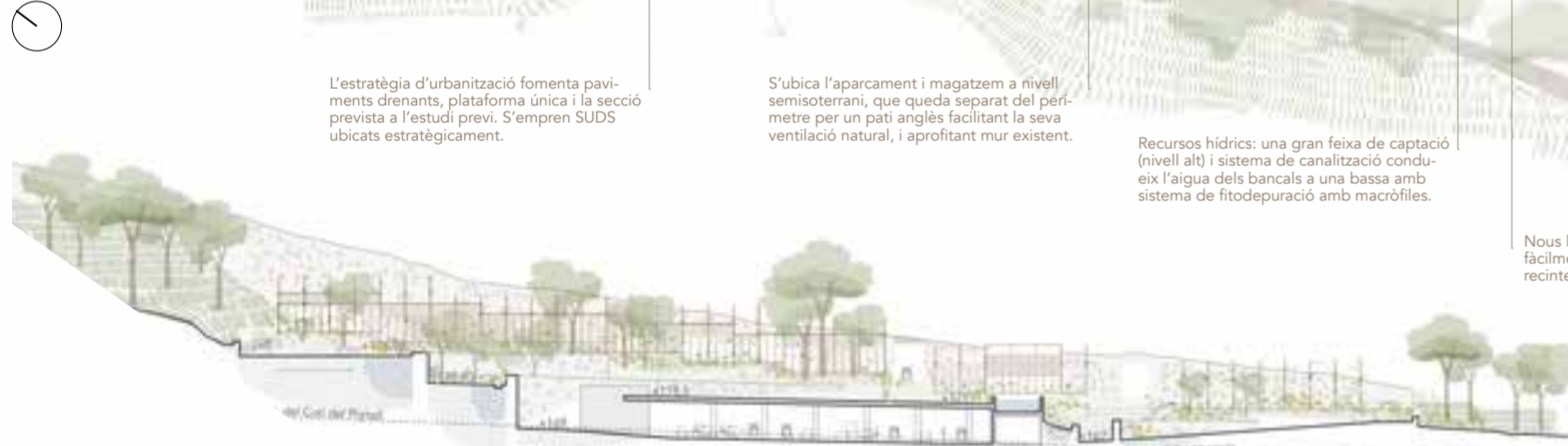 L'estratègia d'urbanització fomenta pavi-
ments drenants, plataforma única i la secció
prevista a l'estudi previ. S'empren SUDS
ubicats estratègicament.
S'ubica l'aparcament i magatzem a nivell
semisoterrani, que queda separat del perí-
metre per un pati anglès facilitant la seva
ventilació natural, i aprofitant mur existent.
Recursos hídrics: una gran feixa de captació
(nivell alt) i sistema de canalització condu-
eix l'aigua dels bancals a una bassa amb
sistema de fitodepuració amb macròfiles.
Nous
fàcilm
recinte
del Camí del